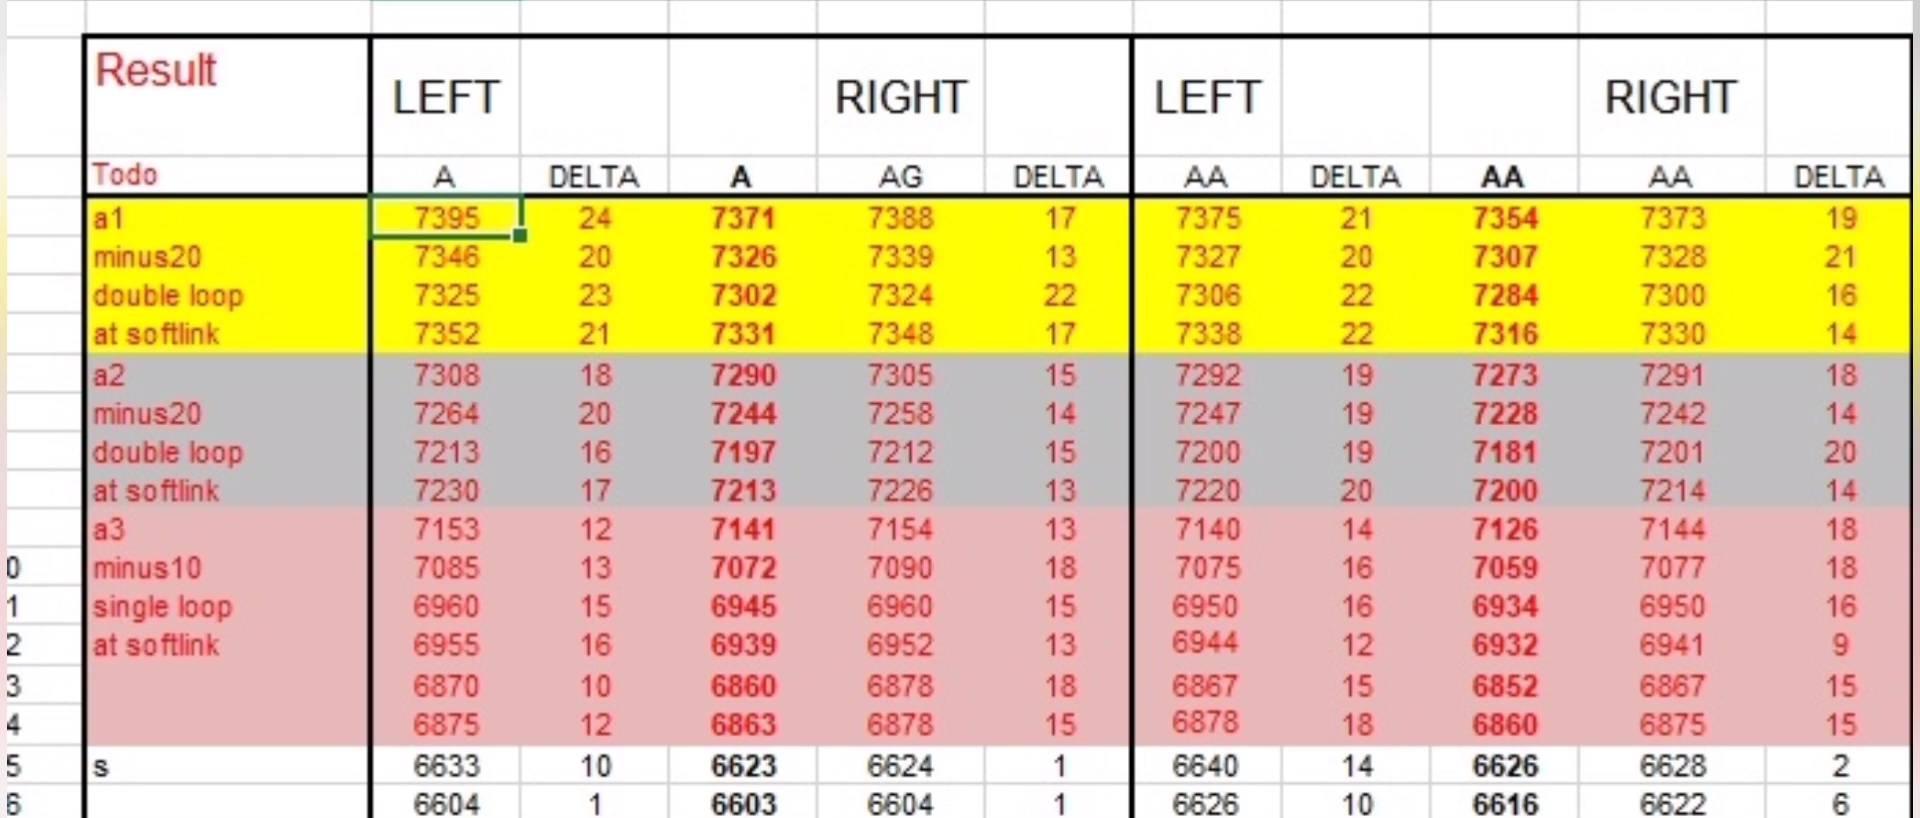 Result LEFT RIGHT LEFT RIGHT
Todo A DELTA A AG DELTA AA DELTA AA AA DELTA
a1 7395 24 7371 7388 17 7375 21 7354 7373 19
minus20 7346 20 7326 7339 13 7327 20 7307 7328 21
double loop 7325 23 7302 7324 22 7306 22 7284 7300 16
at softlink 7352 21 7331 7348 17 7338 22 7316 7330 14
a2 7308 18 7290 7305 15 7292 19 7273 7291 18
minus20 7264 20 7244 7258 14 7247 19 7228 7242 14
double loop 7213 16 7197 7212 15 7200 19 7181 7201 20
at softlink 7230 17 7213 7226 13 7220 20 7200 7214 14
a3 7153 12 7141 7154 13 7140 14 7126 7144 18
0 minus10 7085 13 7072 7090 18 7075 16 7059 7077 18
1 single loop 6960 15 6945 6960 15 6950 16 6934 6950 16
2 at softlink 6955 16 6939 6952 13 6944 12 6932 6941 9
3 6870 10 6860 6878 18 6867 15 6852 6867 15
4 6875 12 6863 6878 15 6878 18 6860 6875 15
5 s 6633 10 6623 6624 1 6640 14 6626 6628 2
6 6604 1 6603 6604 1 6626 10 6616 6622 6